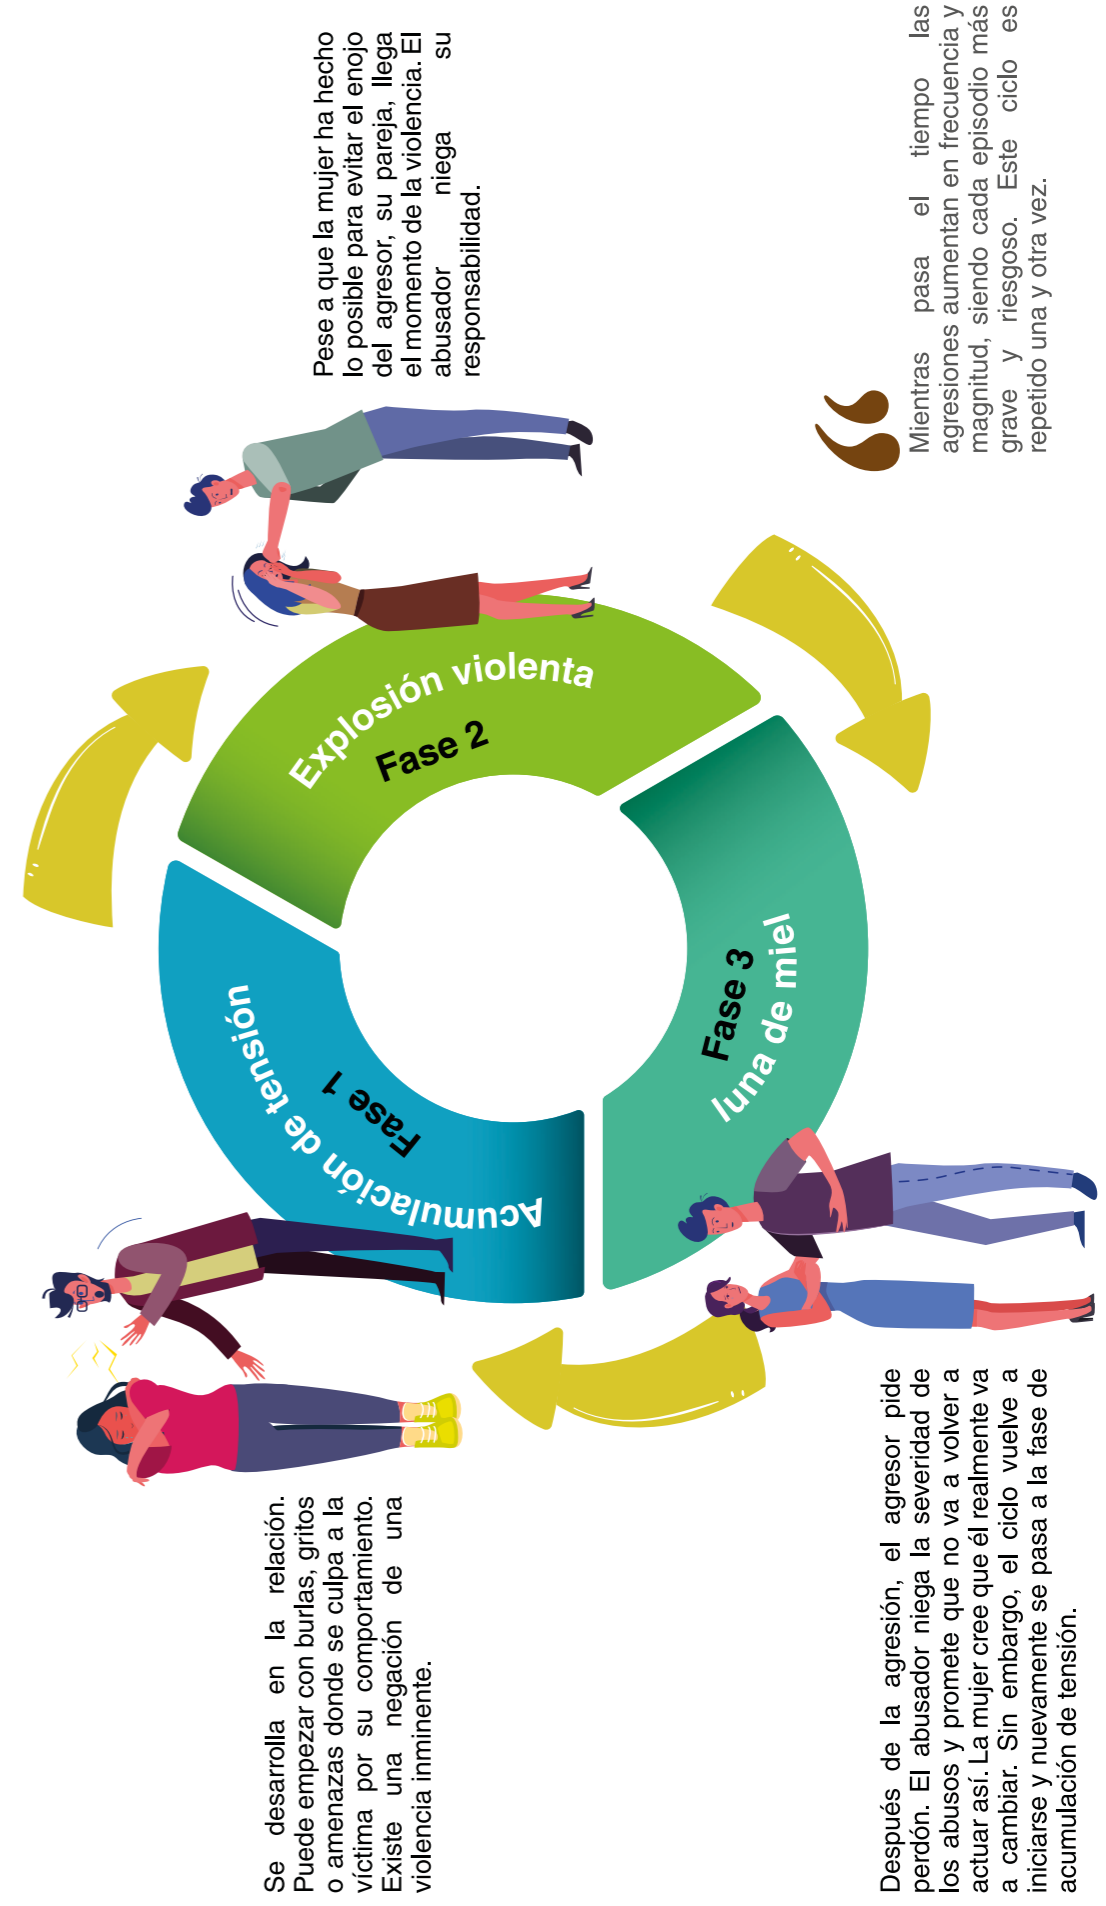 Se desarrolla en la relación.
Puede empezar con burlas, gritos
o amenazas donde se culpa a la
víctima por su comportamiento.
Existe una negación de una
violencia inminente.
Acumulación de tensión
Fase 1
Explosión violenta
Fase 2
Pese a que la mujer ha hecho
lo posible para evitar el enojo
del agresor, su pareja, llega
el momento de la violencia. El
abusador niega su
responsabilidad.
Fase 3
luna de miel
Después de la agresión, el agresor pide
perdón. El abusador niega la severidad de
los abusos y promete que no va a volver a
actuar así. La mujer cree que él realmente va
a cambiar. Sin embargo, el ciclo vuelve a
iniciarse y nuevamente se pasa a la fase de
acumulación de tensión.
“
Mientras pasa el tiempo las
agresiones aumentan en frecuencia y
magnitud, siendo cada episodio más
grave y riesgoso. Este ciclo es
repetido una y otra vez.